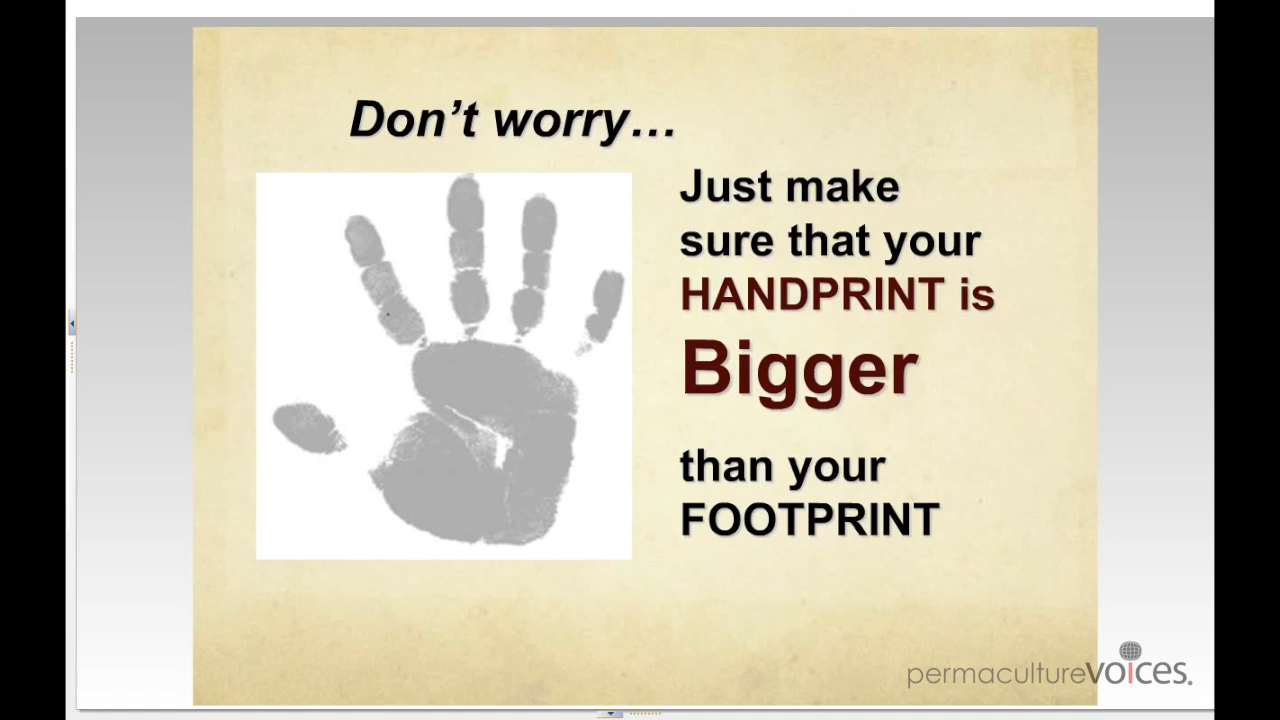 Don’t worry…
Just make
sure that your
HANDPRINT is
Bigger
than your
FOOTPRINT
permacultureVOICES.